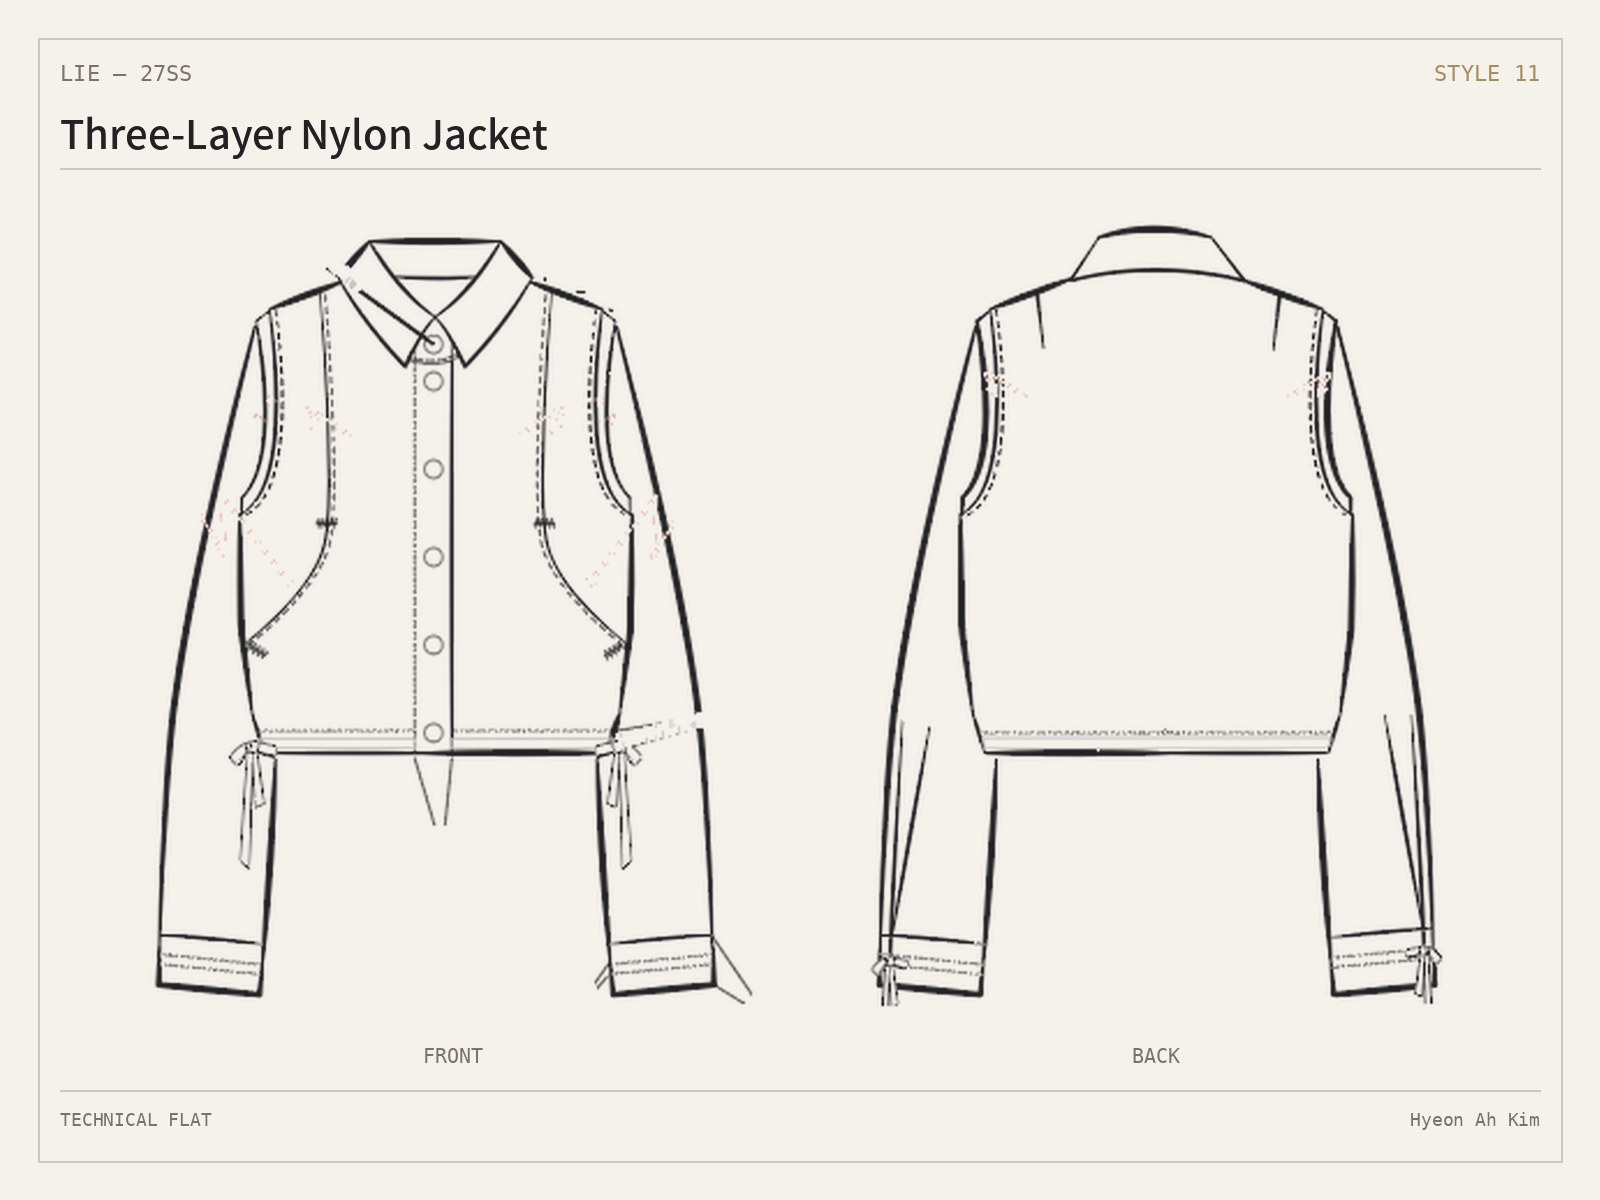 LIE — 27SS
STYLE 11
Three-Layer Nylon Jacket
FRONT
BACK
TECHNICAL FLAT
Hyeon Ah Kim